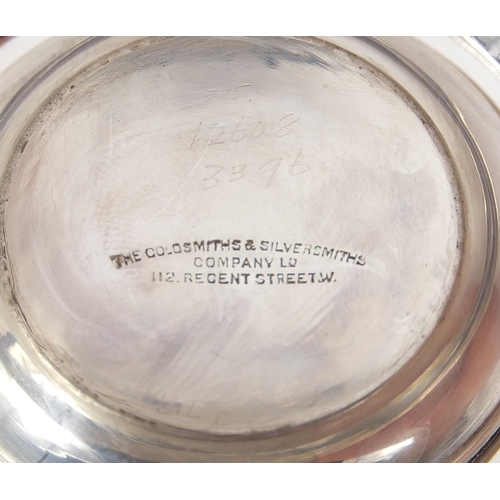 12608
3396
THE GOLDSMITHS & SILVERSMITHS
COMPANY LD
112. REGENT STREET.W.